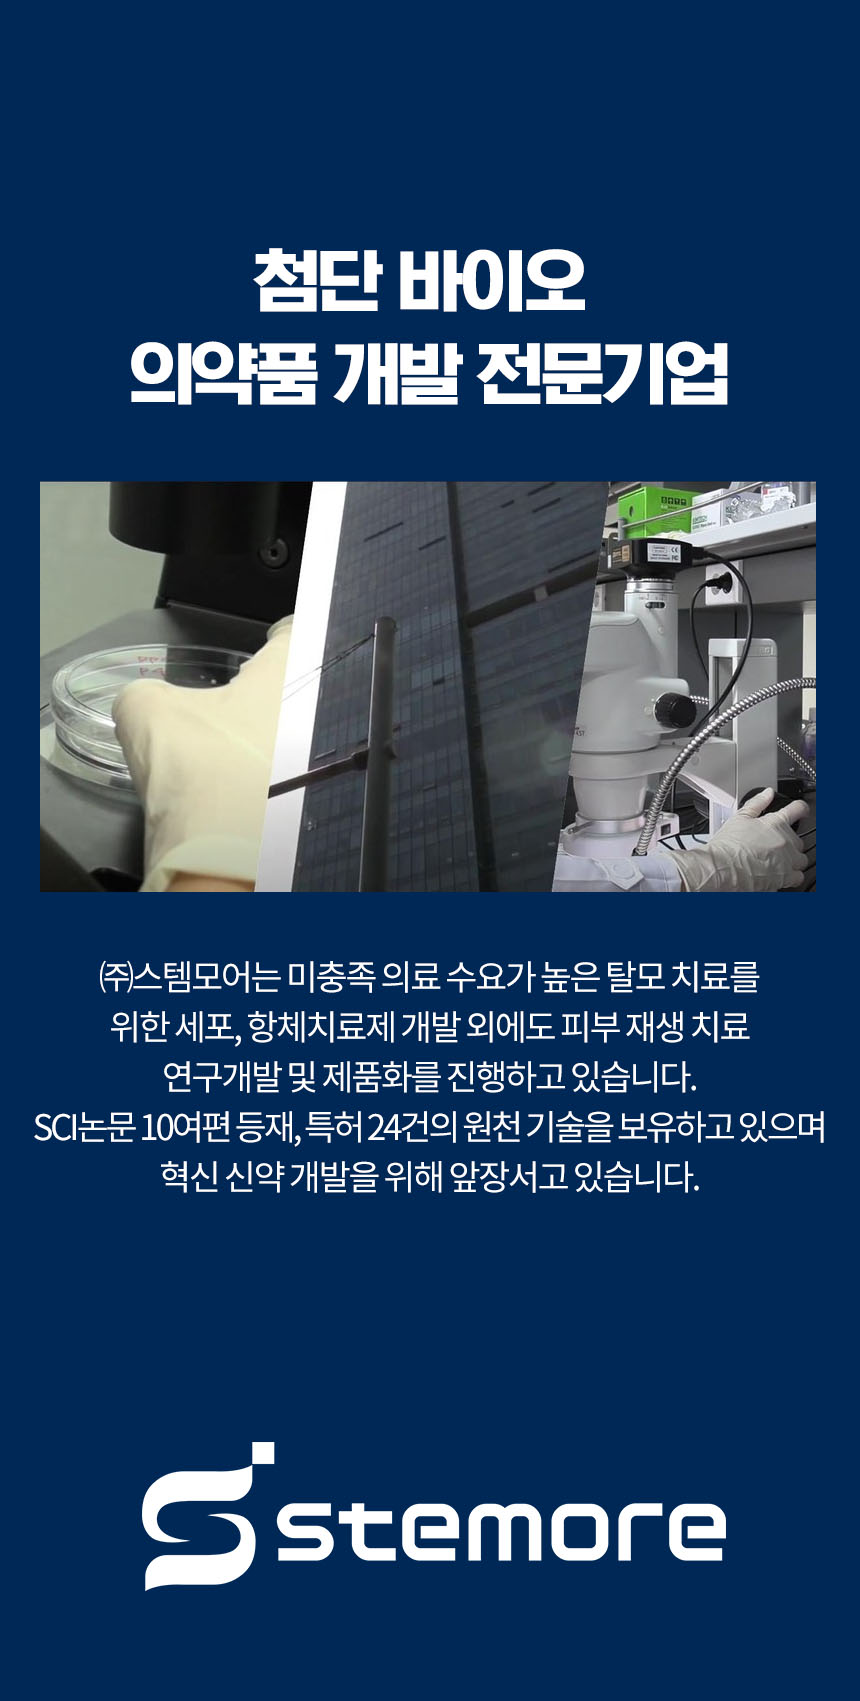 첨단 바이오
의약품 개발 전문기업
㈜스템모어는 미충족 의료 수요가 높은 탈모 치료를
위한 세포, 항체치료제 개발 외에도 피부 재생 치료
연구개발 및 제품화를 진행하고 있습니다.
SCI논문 10여편 등재, 특허 24건의 원천 기술을 보유하고 있으며
혁신 신약 개발을 위해 앞장서고 있습니다.
stemore